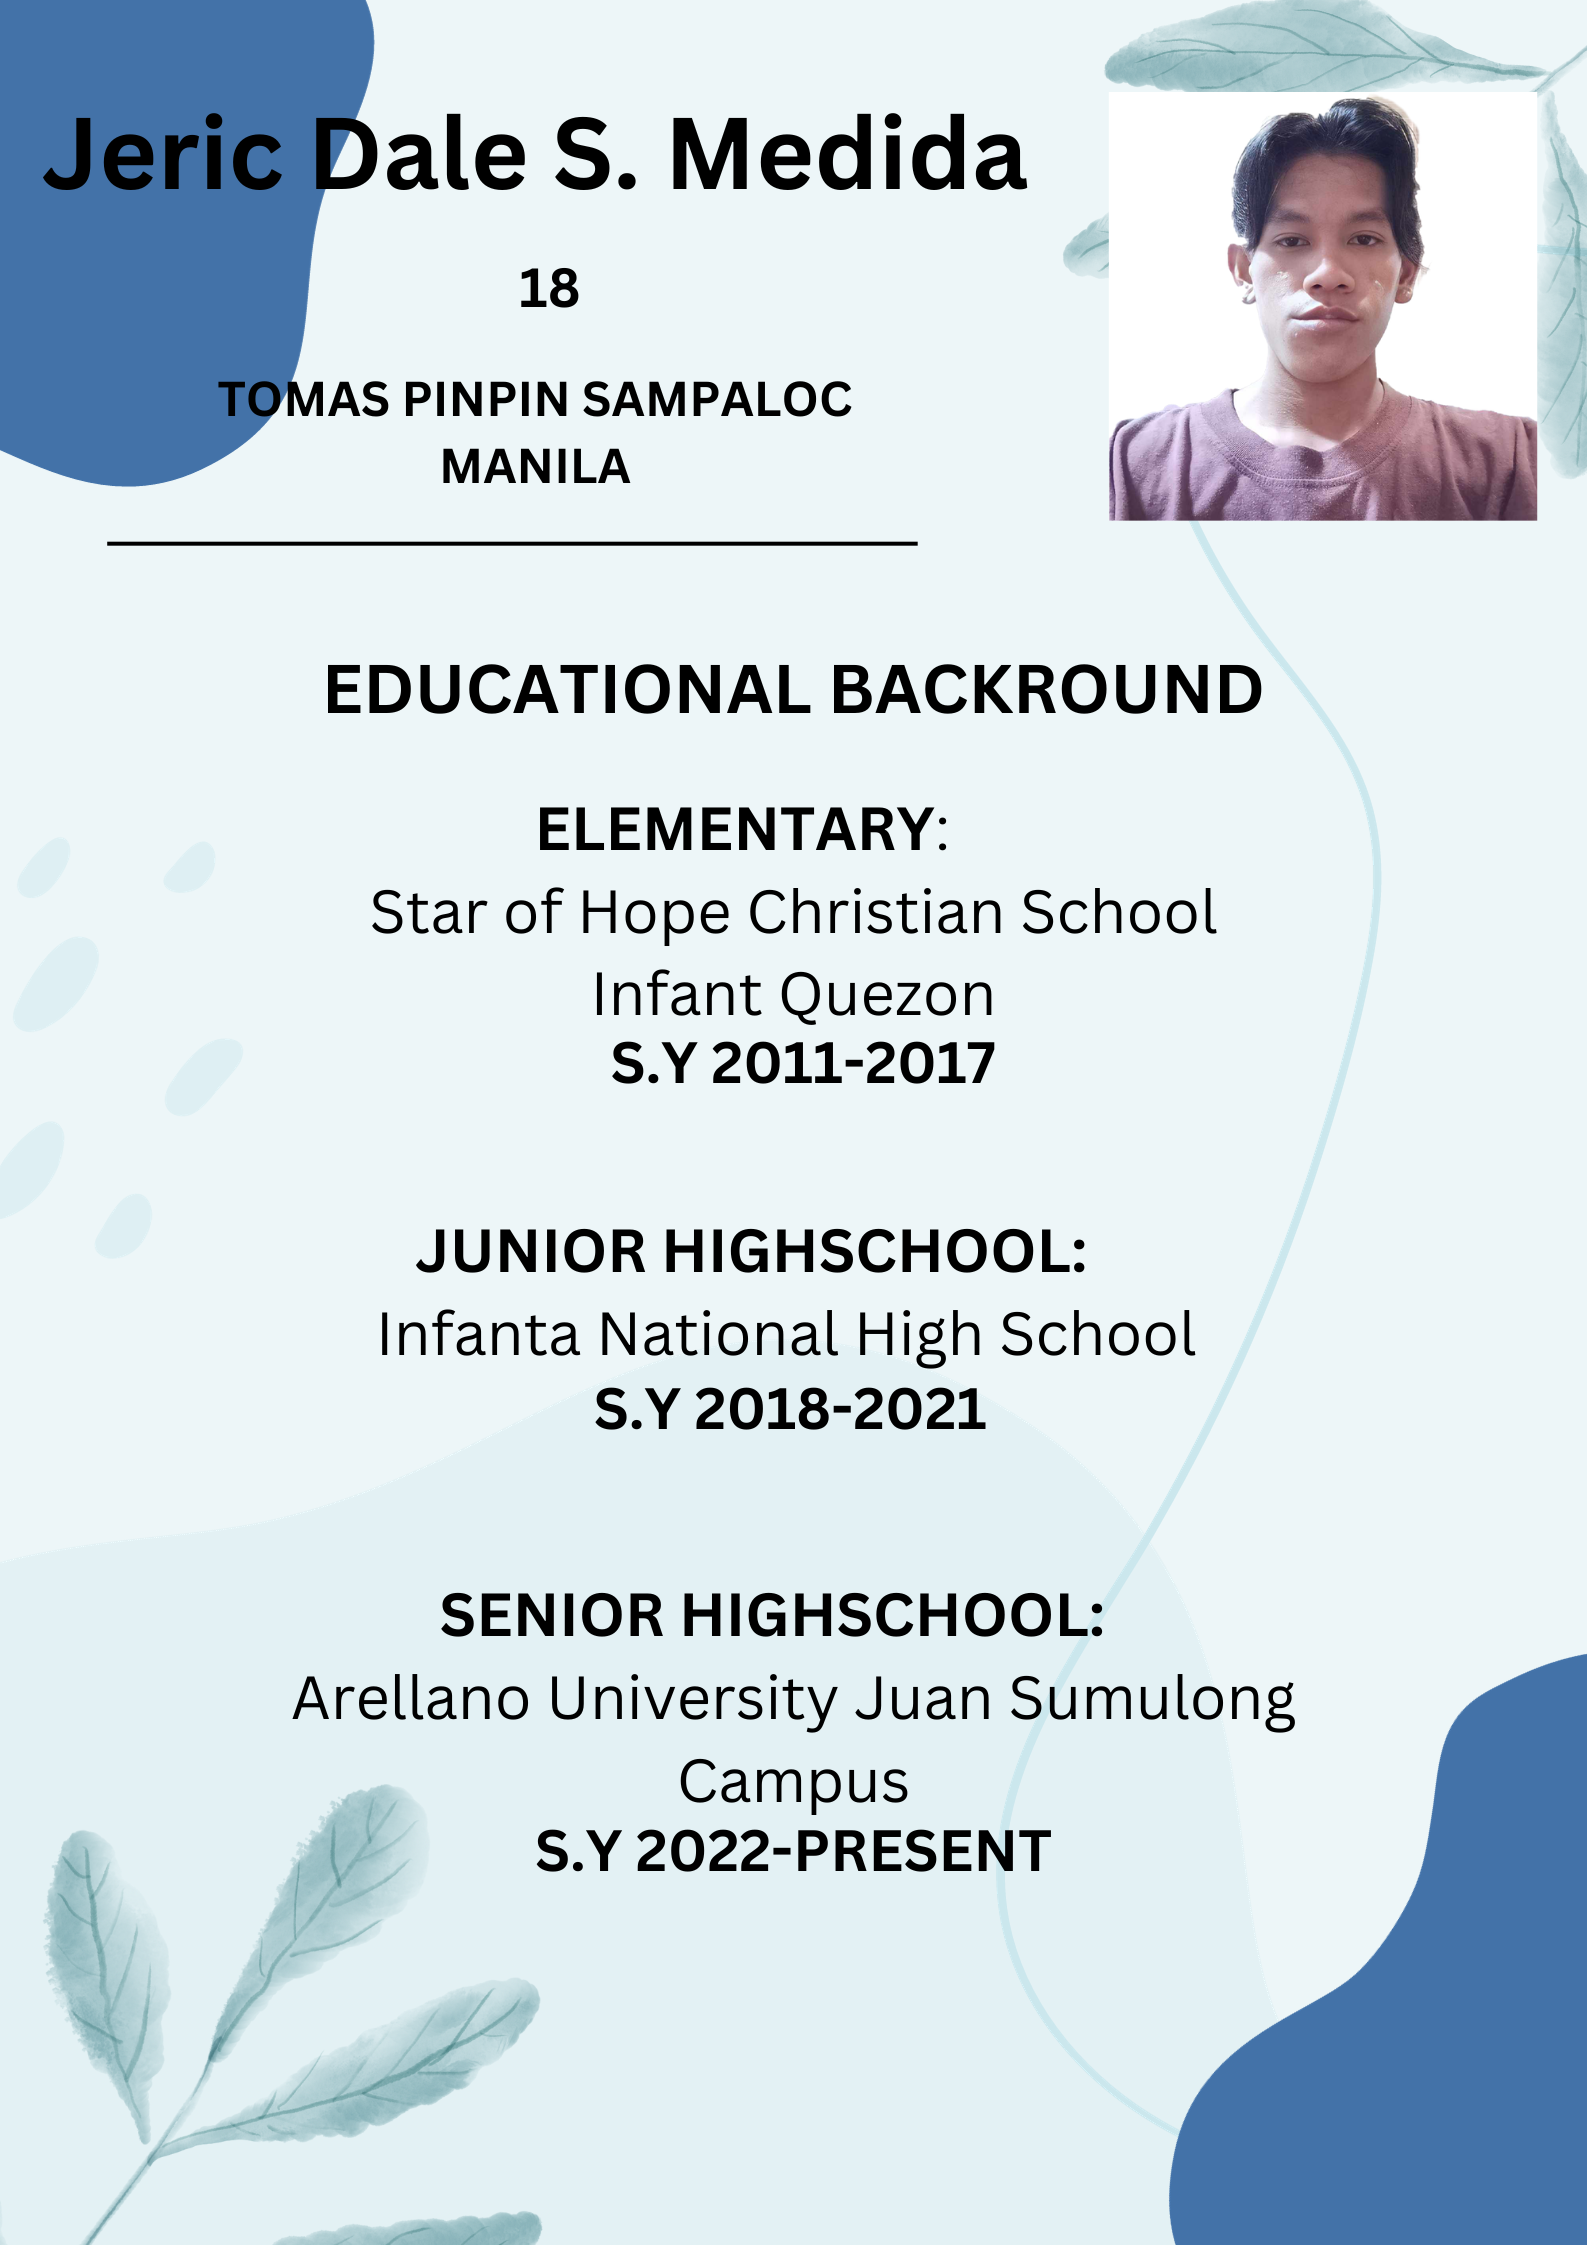 Jeric Dale S. Medida
18
TOMAS PINPIN SAMPALOC
MANILA
EDUCATIONAL BACKROUND
ELEMENTARY:
Star of Hope Christian School
Infant Quezon
S.Y 2011-2017
JUNIOR HIGHSCHOOL:
Infanta National High School
S.Y 2018-2021
SENIOR HIGHSCHOOL:
Arellano University Juan Sumulong
Campus
S.Y 2022-PRESENT